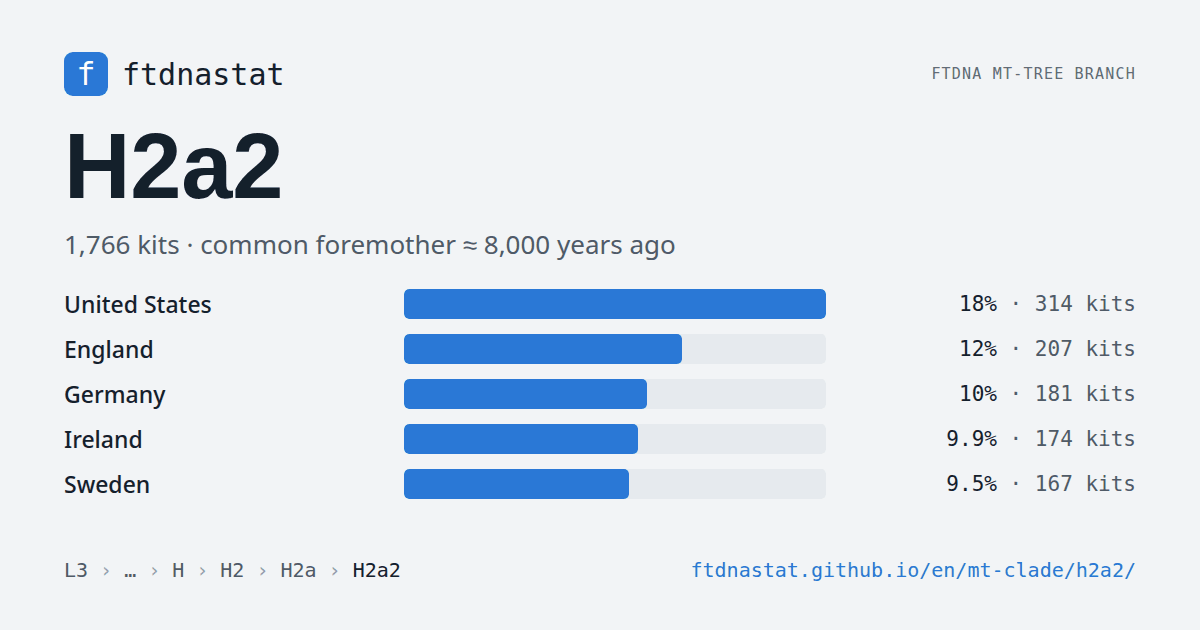 f ftdnastat
FTDNA MT-TREE BRANCH
H2a2
1,766 kits · common foremother ≈ 8,000 years ago
United States 18% · 314 kits
England 12% · 207 kits
Germany 10% · 181 kits
Ireland 9.9% · 174 kits
Sweden 9.5% · 167 kits
L3 › … › H › H2 › H2a › H2a2
ftdnastat.github.io/en/mt-clade/h2a2/